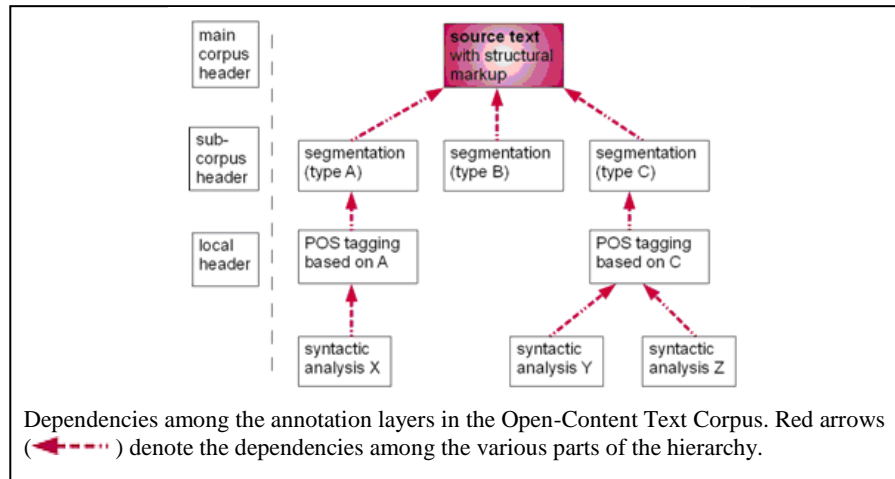 main
corpus
header
source text
with structural
markup
sub-
corpus
header
segmentation
(type A)
segmentation
(type B)
segmentation
(type C)
local
header
POS tagging
based on A
POS tagging
based on C
syntactic
analysis X
syntactic
analysis Y
syntactic
analysis Z
Dependencies among the annotation layers in the Open-Content Text Corpus. Red arrows
( ) denote the dependencies among the various parts of the hierarchy.